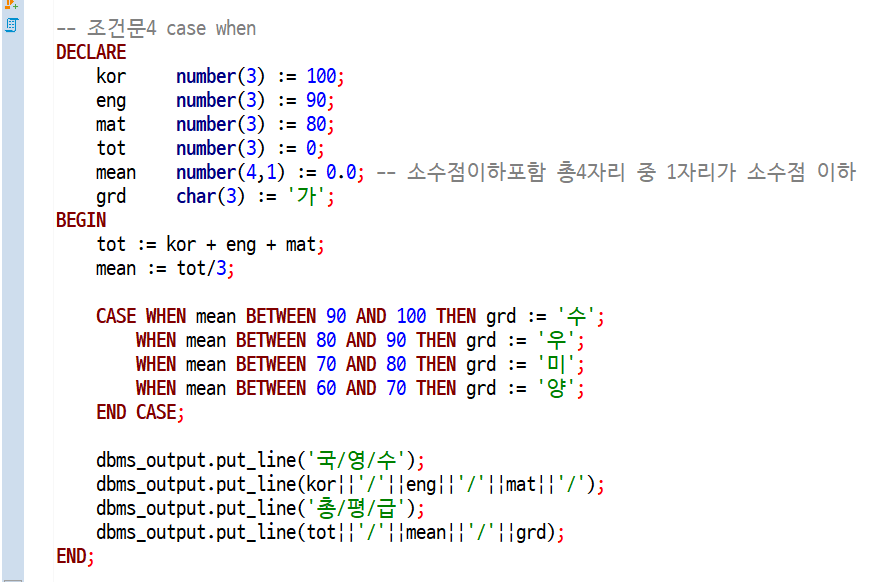 -- 조건문4 case when
DECLARE
kor number(3) := 100;
eng number(3) := 90;
mat number(3) := 80;
tot number(3) := 0;
mean number(4,1) := 0.0; -- 소수점이하포함 총4자리 중 1자리가 소수점 이하
grd char(3) := '가';
BEGIN
tot := kor + eng + mat;
mean := tot/3;
CASE WHEN mean BETWEEN 90 AND 100 THEN grd := '수';
WHEN mean BETWEEN 80 AND 90 THEN grd := '우';
WHEN mean BETWEEN 70 AND 80 THEN grd := '미';
WHEN mean BETWEEN 60 AND 70 THEN grd := '양';
END CASE;
dbms_output.put_line('국/영/수');
dbms_output.put_line(kor||'/'||eng||'/'||mat||'/');
dbms_output.put_line('총/평/급');
dbms_output.put_line(tot||'/'||mean||'/'||grd);
END;